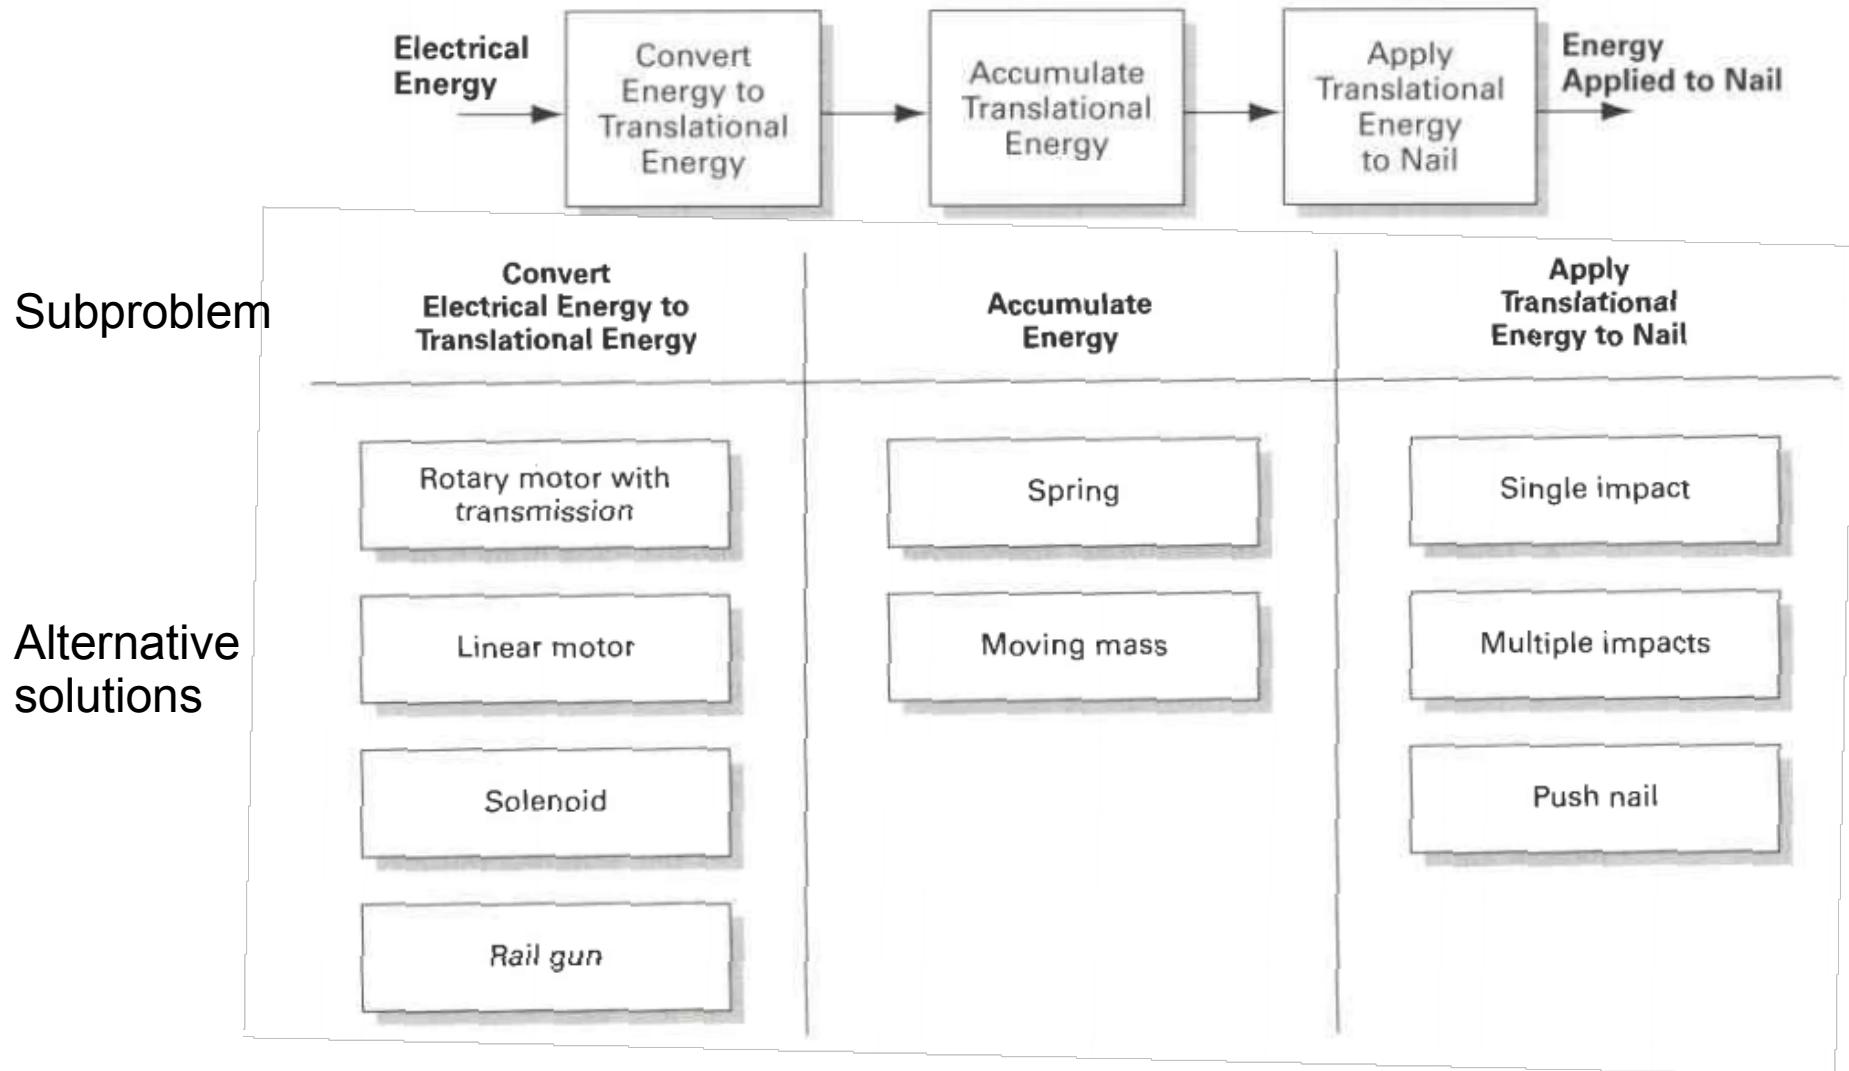 Electrical
Energy
Convert
Energy to
Translational
Energy
Accumulate
Translational
Energy
Apply
Translational
Energy
to Nail
Energy
Applied to Nail
Subproblem
Convert
Electrical Energy to
Translational Energy
Accumulate
Energy
Apply
Translational
Energy to Nail
Alternative
solutions
Rotary motor with
transmission
Linear motor
Solenoid
Rail gun
Spring
Moving mass
Single impact
Multiple impacts
Push nail